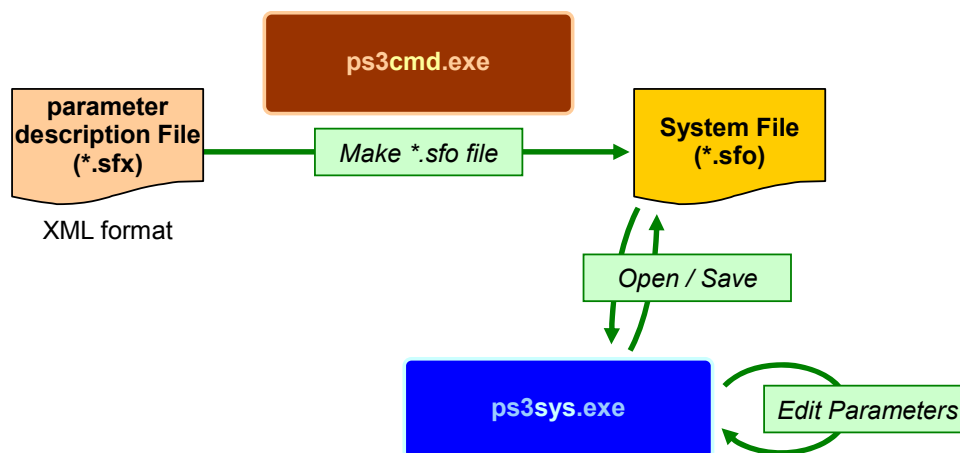 ps3cmd.exe
parameter
description File
(*.sfx)
System File
(*.sfo)
Make *.sfo file
XML format
Open / Save
ps3sys.exe
Edit Parameters